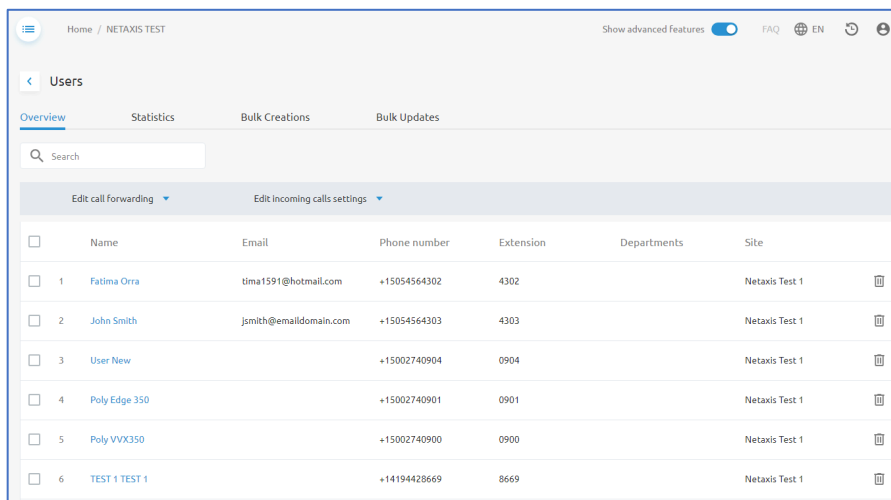 Home / NETAXIS TEST Show advanced features FAQ EN
Users
Overview Statistics Bulk Creations Bulk Updates
Search
Edit call forwarding Edit incoming calls settings
Name Email Phone number Extension Departments Site
1 Fatima Orra tima1591@hotmail.com +15054564302 4302 Netaxis Test 1
2 John Smith jsmith@emaildomain.com +15054564303 4303 Netaxis Test 1
3 User New +15002740904 0904 Netaxis Test 1
4 Poly Edge 350 +15002740901 0901 Netaxis Test 1
5 Poly VVX350 +15002740900 0900 Netaxis Test 1
6 TEST 1 TEST 1 +14194428669 8669 Netaxis Test 1